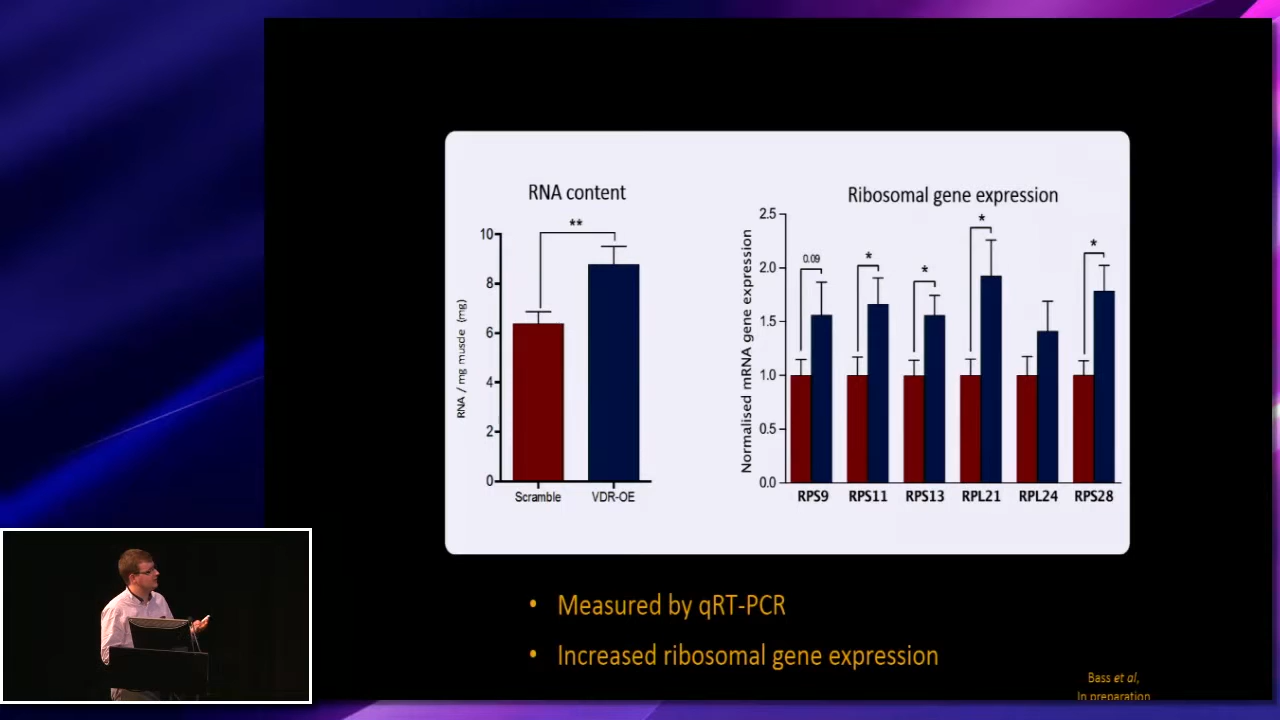 RNA content
**
10
8
6
4
2
0
RNA / mg muscle (mg)
Scramble
VDR-OE
Ribosomal gene expression
2.5
2.0
1.5
1.0
0.5
0.0
Normalised mRNA gene expression
0.09
*
*
*
*
RPS9
RPS11
RPS13
RPL21
RPL24
RPS28
• Measured by qRT-PCR
• Increased ribosomal gene expression
Bass et al,
In preparation